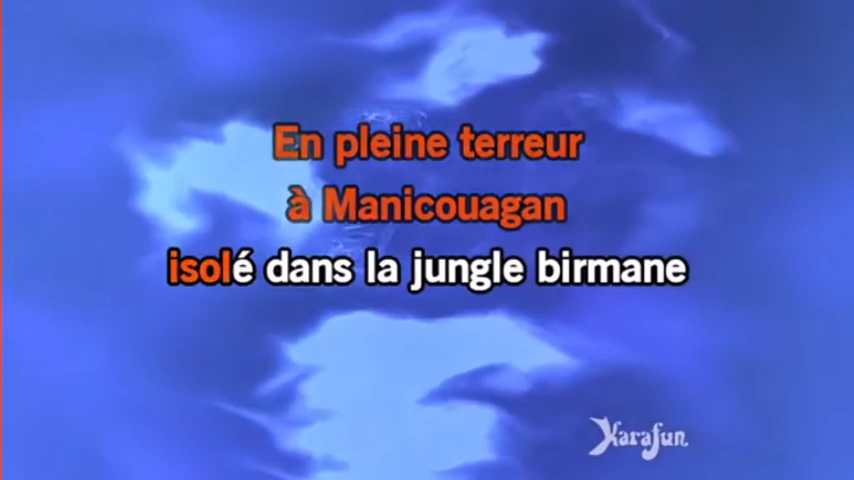 En pleine terreur
à Manicouagan
isolé dans la jungle birmane
Karafun